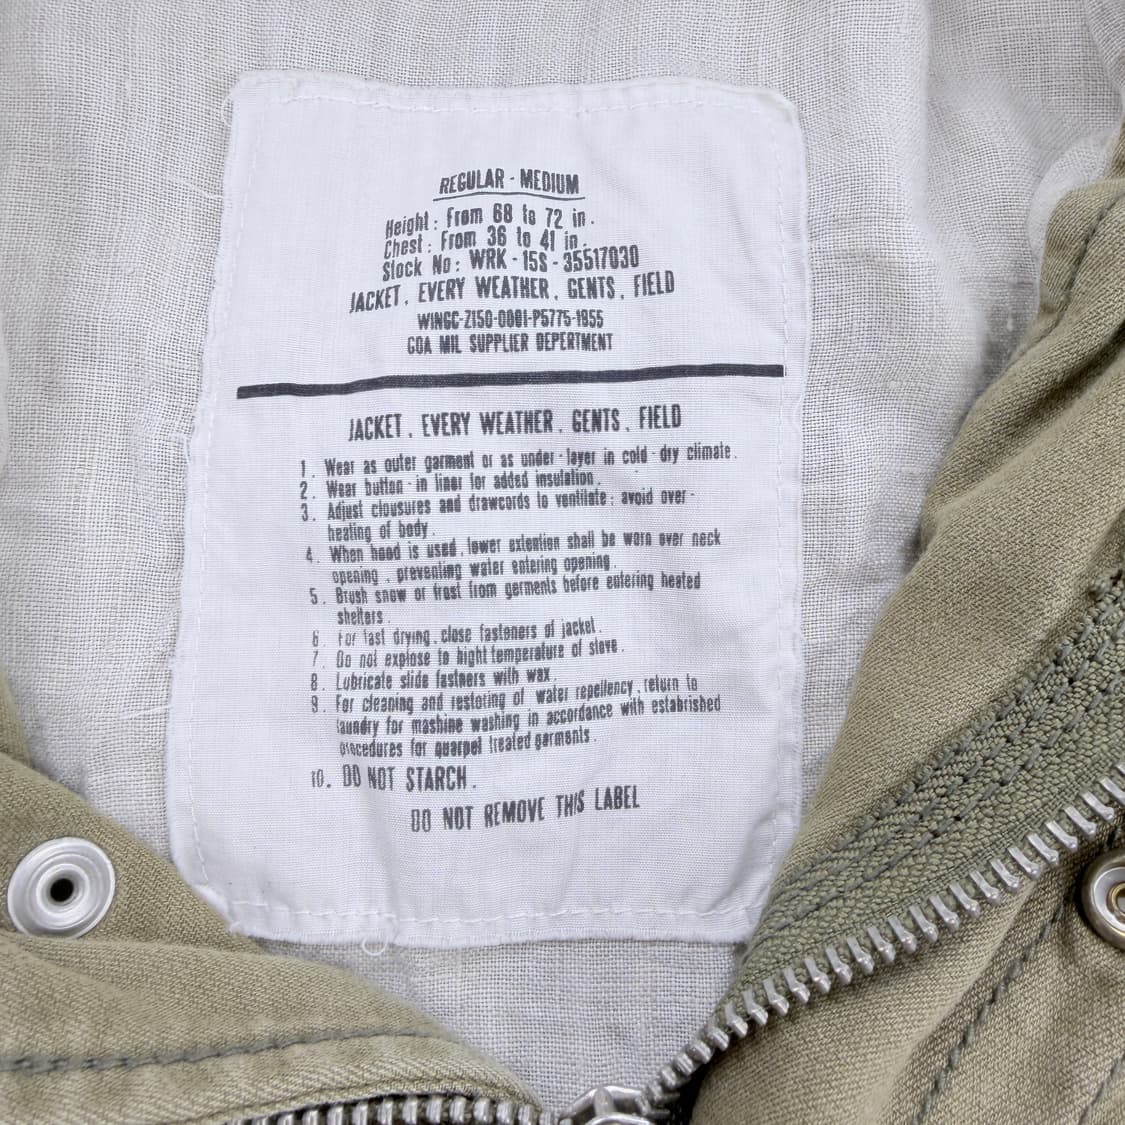 REGULAR - MEDIUM
Height : From 68 to 72 in .
Chest : From 36 to 41 in .
Stock No : WRK - 15S - 35517030
JACKET , EVERY WEATHER , GENTS , FIELD
WINGC-Z150-0001-P5775-1855
COA MIL SUPPLIER DEPERTMENT
JACKET , EVERY WEATHER , GENTS , FIELD
1 . Wear as outer garment or as under - layer in cold - dry climate .
2 . Wear button - in liner for added insulation .
3 . Adjust clousures and drawcords to ventilate ; avoid over -
heating of body .
4 . When hood is used , lower extention shall be worn over neck
opening , preventing water entering opening .
5 . Brush snow or frost from germents before entering heated
shelters .
6 . For fast drying , close fasteners of jacket .
7 . Do not explose to hight temperature of stove .
8 . Lubricate slide fastners with wax .
9 . For cleaning and restoring of water repellency , return to
laundry for mashine washing in accordance with estabrished
procedures for quarpel treated garments .
10 . DO NOT STARCH .
DO NOT REMOVE THIS LABEL